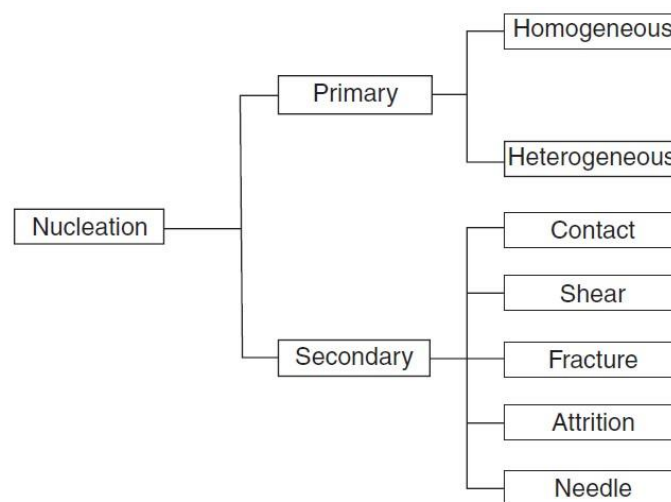 Homogeneous
Primary
Heterogeneous
Nucleation
Contact
Shear
Secondary
Fracture
Attrition
Needle